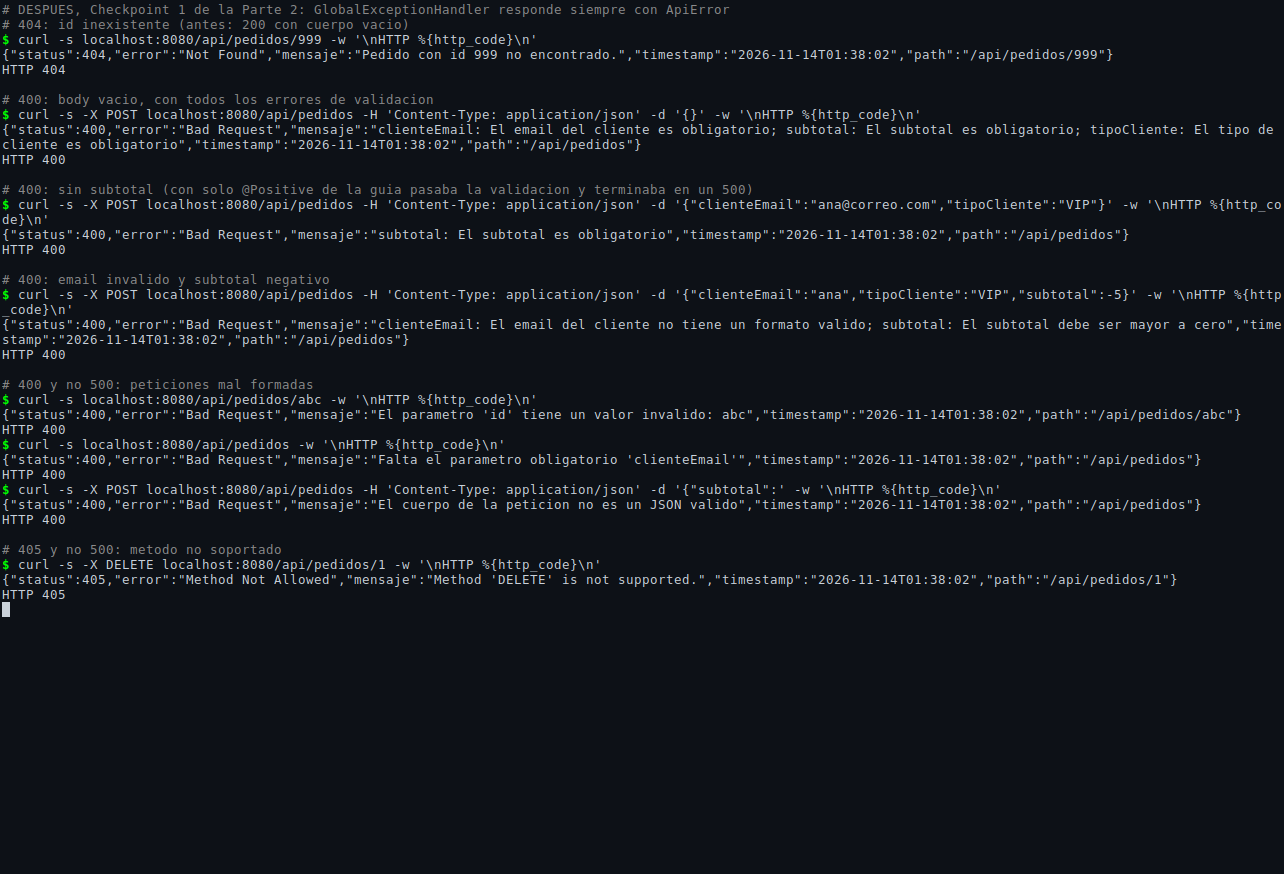 # DESPUES, Checkpoint 1 de la Parte 2: GlobalExceptionHandler responde siempre con ApiError
# 404: id inexistente (antes: 200 con cuerpo vacio)
$ curl -s localhost:8080/api/pedidos/999 -w '\nHTTP %{http_code}\n'
{"status":404,"error":"Not Found","mensaje":"Pedido con id 999 no encontrado.","timestamp":"2026-11-14T01:38:02","path":"/api/pedidos/999"}
HTTP 404

# 400: body vacio, con todos los errores de validacion
$ curl -s -X POST localhost:8080/api/pedidos -H 'Content-Type: application/json' -d '{}' -w '\nHTTP %{http_code}\n'
{"status":400,"error":"Bad Request","mensaje":"clienteEmail: El email del cliente es obligatorio; subtotal: El subtotal es obligatorio; tipoCliente: El tipo de
cliente es obligatorio","timestamp":"2026-11-14T01:38:02","path":"/api/pedidos"}
HTTP 400

# 400: sin subtotal (con solo @Positive de la guia pasaba la validacion y terminaba en un 500)
$ curl -s -X POST localhost:8080/api/pedidos -H 'Content-Type: application/json' -d '{"clienteEmail":"ana@correo.com","tipoCliente":"VIP"}' -w '\nHTTP %{http_co
de}\n'
{"status":400,"error":"Bad Request","mensaje":"subtotal: El subtotal es obligatorio","timestamp":"2026-11-14T01:38:02","path":"/api/pedidos"}
HTTP 400

# 400: email invalido y subtotal negativo
$ curl -s -X POST localhost:8080/api/pedidos -H 'Content-Type: application/json' -d '{"clienteEmail":"ana","tipoCliente":"VIP","subtotal":-5}' -w '\nHTTP %{http
_code}\n'
{"status":400,"error":"Bad Request","mensaje":"clienteEmail: El email del cliente no tiene un formato valido; subtotal: El subtotal debe ser mayor a cero","time
stamp":"2026-11-14T01:38:02","path":"/api/pedidos"}
HTTP 400

# 400 y no 500: peticiones mal formadas
$ curl -s localhost:8080/api/pedidos/abc -w '\nHTTP %{http_code}\n'
{"status":400,"error":"Bad Request","mensaje":"El parametro 'id' tiene un valor invalido: abc","timestamp":"2026-11-14T01:38:02","path":"/api/pedidos/abc"}
HTTP 400
$ curl -s localhost:8080/api/pedidos -w '\nHTTP %{http_code}\n'
{"status":400,"error":"Bad Request","mensaje":"Falta el parametro obligatorio 'clienteEmail'","timestamp":"2026-11-14T01:38:02","path":"/api/pedidos"}
HTTP 400
$ curl -s -X POST localhost:8080/api/pedidos -H 'Content-Type: application/json' -d '{"subtotal":' -w '\nHTTP %{http_code}\n'
{"status":400,"error":"Bad Request","mensaje":"El cuerpo de la peticion no es un JSON valido","timestamp":"2026-11-14T01:38:02","path":"/api/pedidos"}
HTTP 400

# 405 y no 500: metodo no soportado
$ curl -s -X DELETE localhost:8080/api/pedidos/1 -w '\nHTTP %{http_code}\n'
{"status":405,"error":"Method Not Allowed","mensaje":"Method 'DELETE' is not supported.","timestamp":"2026-11-14T01:38:02","path":"/api/pedidos/1"}
HTTP 405